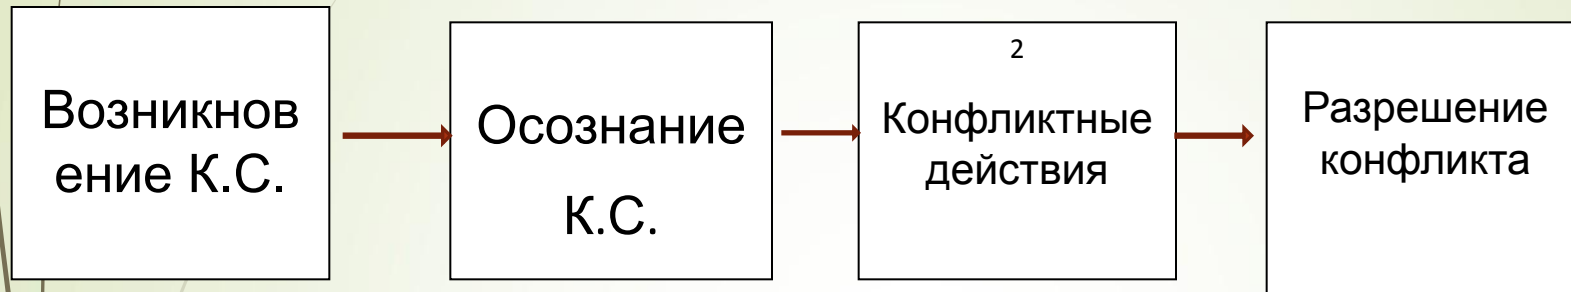 Возникнов
ение К.С.
Осознание
К.С.
2
Конфликтные
действия
Разрешение
конфликта